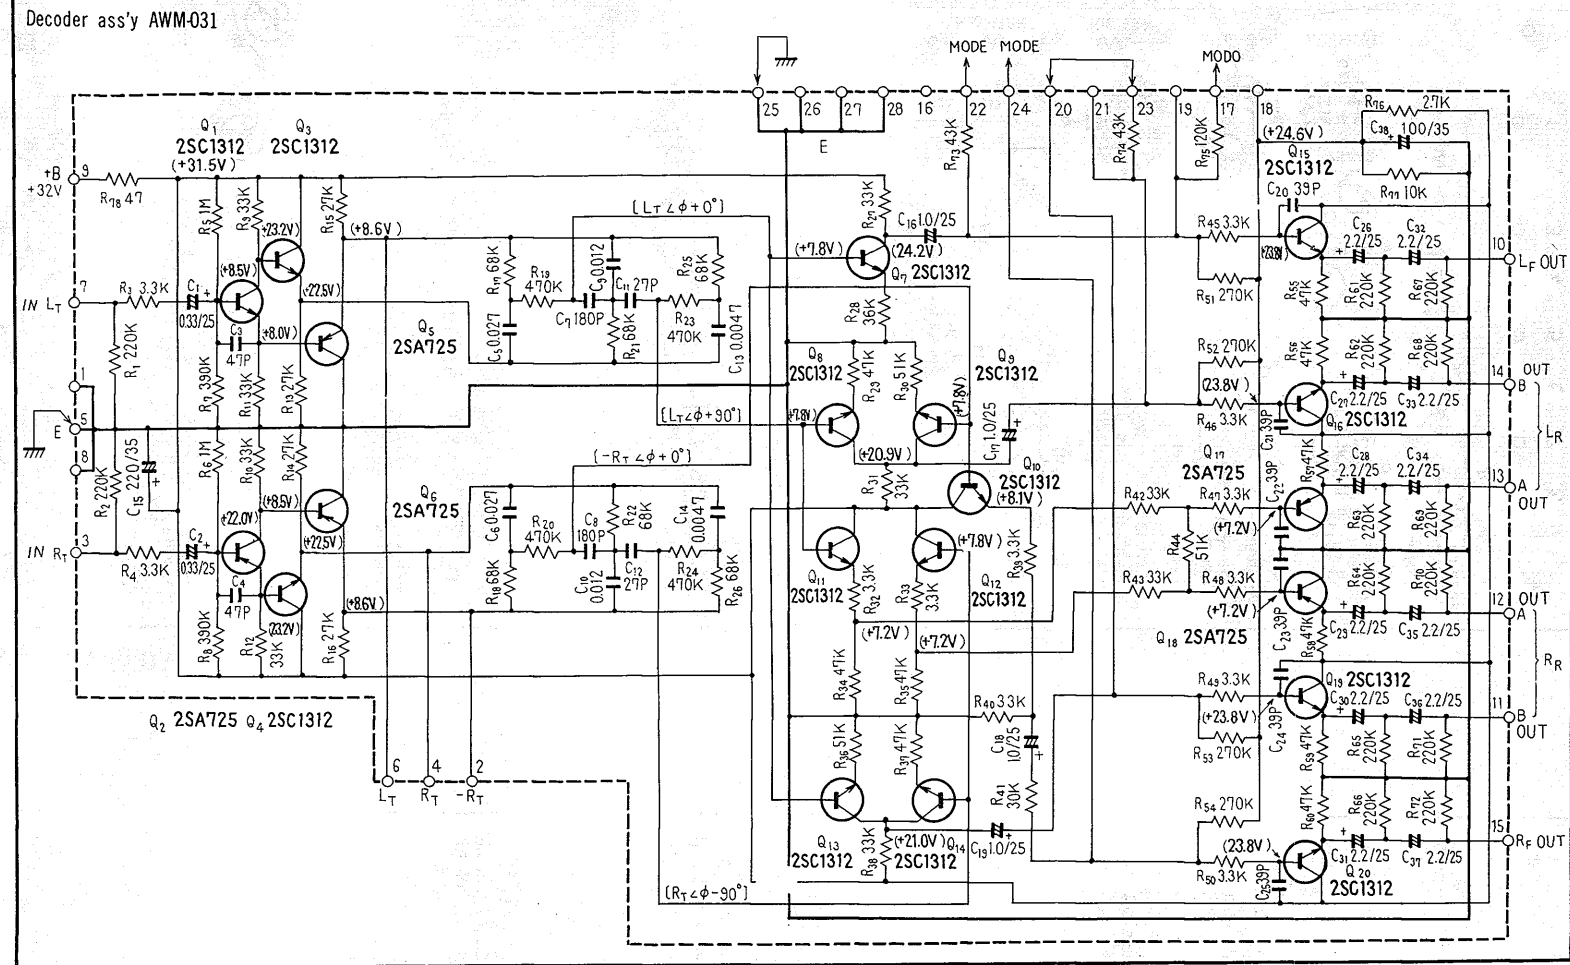 Decoder ass'y AWM-031
MODE MODE
MODO
25 26 27 28 16 22 24 20 21 23 19 17 18
E
R73 43K
R74 43K
R75 120K
R76 2.7K
C38 + 100/35
R77 10K
(+24.6V)
Q15
2SC1312
C20 39P
Q1
2SC1312
(+31.5V)
Q3
2SC1312
+B
+32V
9
R78 47
R5 1M
R9 33K
R15 27K
(+23.2V)
(+8.6V)
[LT∠φ+0°]
R27 33K
C16 1.0/25
(+7.8V)
(24.2V)
Q7 2SC1312
R45 3.3K
(23.8V)
C26
2.2/25
C32
2.2/25
10
LF OUT
IN LT
7
R3 3.3K
C1 +
0.33/25
(+8.5V)
(+22.5V)
R17 68K
R19
470K
C9 0.012
C11 27P
R25
68K
R28
36K
R51 270K
R55
47K
R61
220K
R67
220K
R1 220K
C3
47P
(+8.0V)
Q5
2SA725
C5 0.027
C7 180P
R21 68K
R23
470K
C13 0.0047
Q8
2SC1312
R29 47K
R30 51K
Q9
2SC1312
R52 270K
(23.8V)
R56
47K
R62
220K
R68
220K
14
OUT
B
1
5
E
8
R7 390K
R11 33K
R13 27K
[LT∠φ+90°]
+7.8V)
(+7.8V)
C17 1.0/25
R46
3.3K
C21 39P
C27 2.2/25
C33 2.2/25
Q16 2SC1312
LR
R2 220K
C15 220/35
R6 1M
R10 33K
R14 27K
[-RT∠φ+0°]
(+20.9V)
R31
33K
Q10
2SC1312
(+8.1V)
Q17
2SA725
C22 39P
R57 47K
C28
2.2/25
C34
2.2/25
13
A
OUT
(+8.5V)
(+22.0V)
(+22.5V)
Q6
2SA725
C6 0.027
R20
470K
C8
180P
R22
68K
C14
0.0047
R42 33K
R47 3.3K
(+7.2V)
R63
220K
R69
220K
IN RT
3
R4 3.3K
C2
0.33/25
C4
47P
R18 68K
C10
0.012
C12
27P
R24
470K
R26 68K
Q11
2SC1312
R32 3.3K
R33
3.3K
(+7.8V)
Q12
2SC1312
R39 3.3K
R44
51K
R43 33K
R48 3.3K
(+7.2V)
R64
220K
R70
220K
12
OUT
A
(23.2V)
(+8.6V)
R8 390K
R12
33K
R16 27K
(+7.2V)
(+7.2V)
Q18 2SA725
C23 39P
R58 47K
C29 2.2/25
C35 2.2/25
RR
R34 47K
R35 47K
R49 3.3K
Q19 2SC1312
C30 2.2/25
C36 2.2/25
11
B
OUT
Q2 2SA725 Q4 2SC1312
R40 33K
(+23.8V)
C24 39P
R36 51K
R37 47K
C18
1.0/25
R53
270K
R59 47K
R65
220K
R71
220K
6 4 2
LT RT -RT
R41
30K
R54 270K
R60 47K
R66
220K
R72
220K
15
RF OUT
Q13
2SC1312
R38 33K
(+21.0V)
Q14
2SC1312
C19 1.0/25
(23.8V)
R50
3.3K
C25 39P
C31 2.2/25
C37 2.2/25
Q20
2SC1312
[RT∠φ-90°]